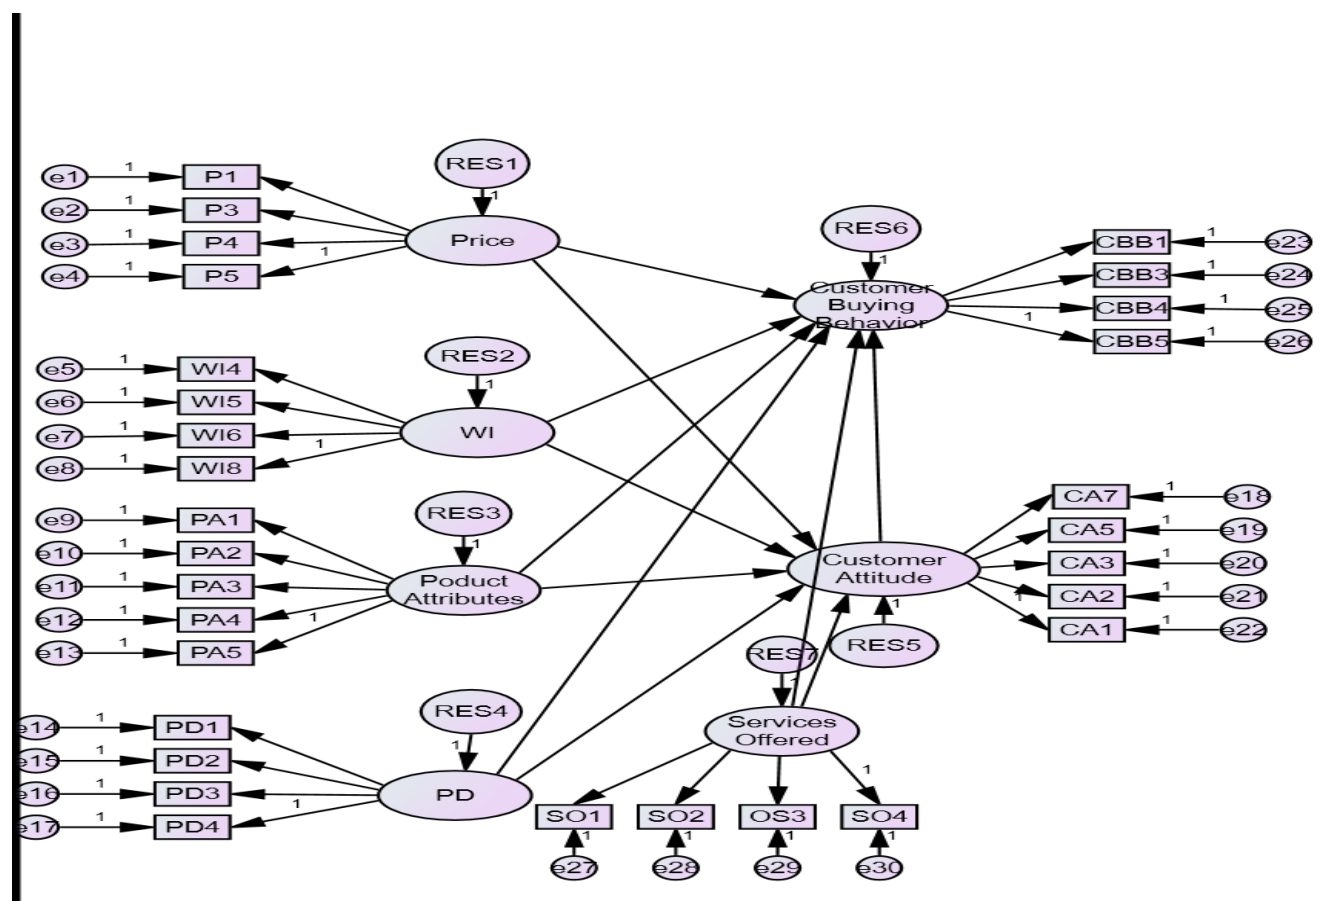 RES1
e1 1 P1
e2 1 P3
e3 1 P4
e4 1 P5
1
1
Price
RES2
e5 1 WI4
e6 1 WI5
e7 1 WI6
e8 1 WI8
1
1
WI
RES3
e9 1 PA1
e10 1 PA2
e11 1 PA3
e12 1 PA4
e13 1 PA5
1
1
Poduct
Attributes
RES4
e14 1 PD1
e15 1 PD2
e16 1 PD3
e17 1 PD4
1
1
PD
RES6
1
Customer
Buying
Behavior
CBB1 1 e23
CBB3 1 e24
CBB4 1 e25
CBB5 1 e26
1
Customer
Attitude
CA7 1 e18
CA5 1 e19
CA3 1 e20
CA2 1 e21
CA1 1 e22
1
1
RES5
RES7
1
Services
Offered
1
SO1 SO2 OS3 SO4
1 1 1 1
e27 e28 e29 e30